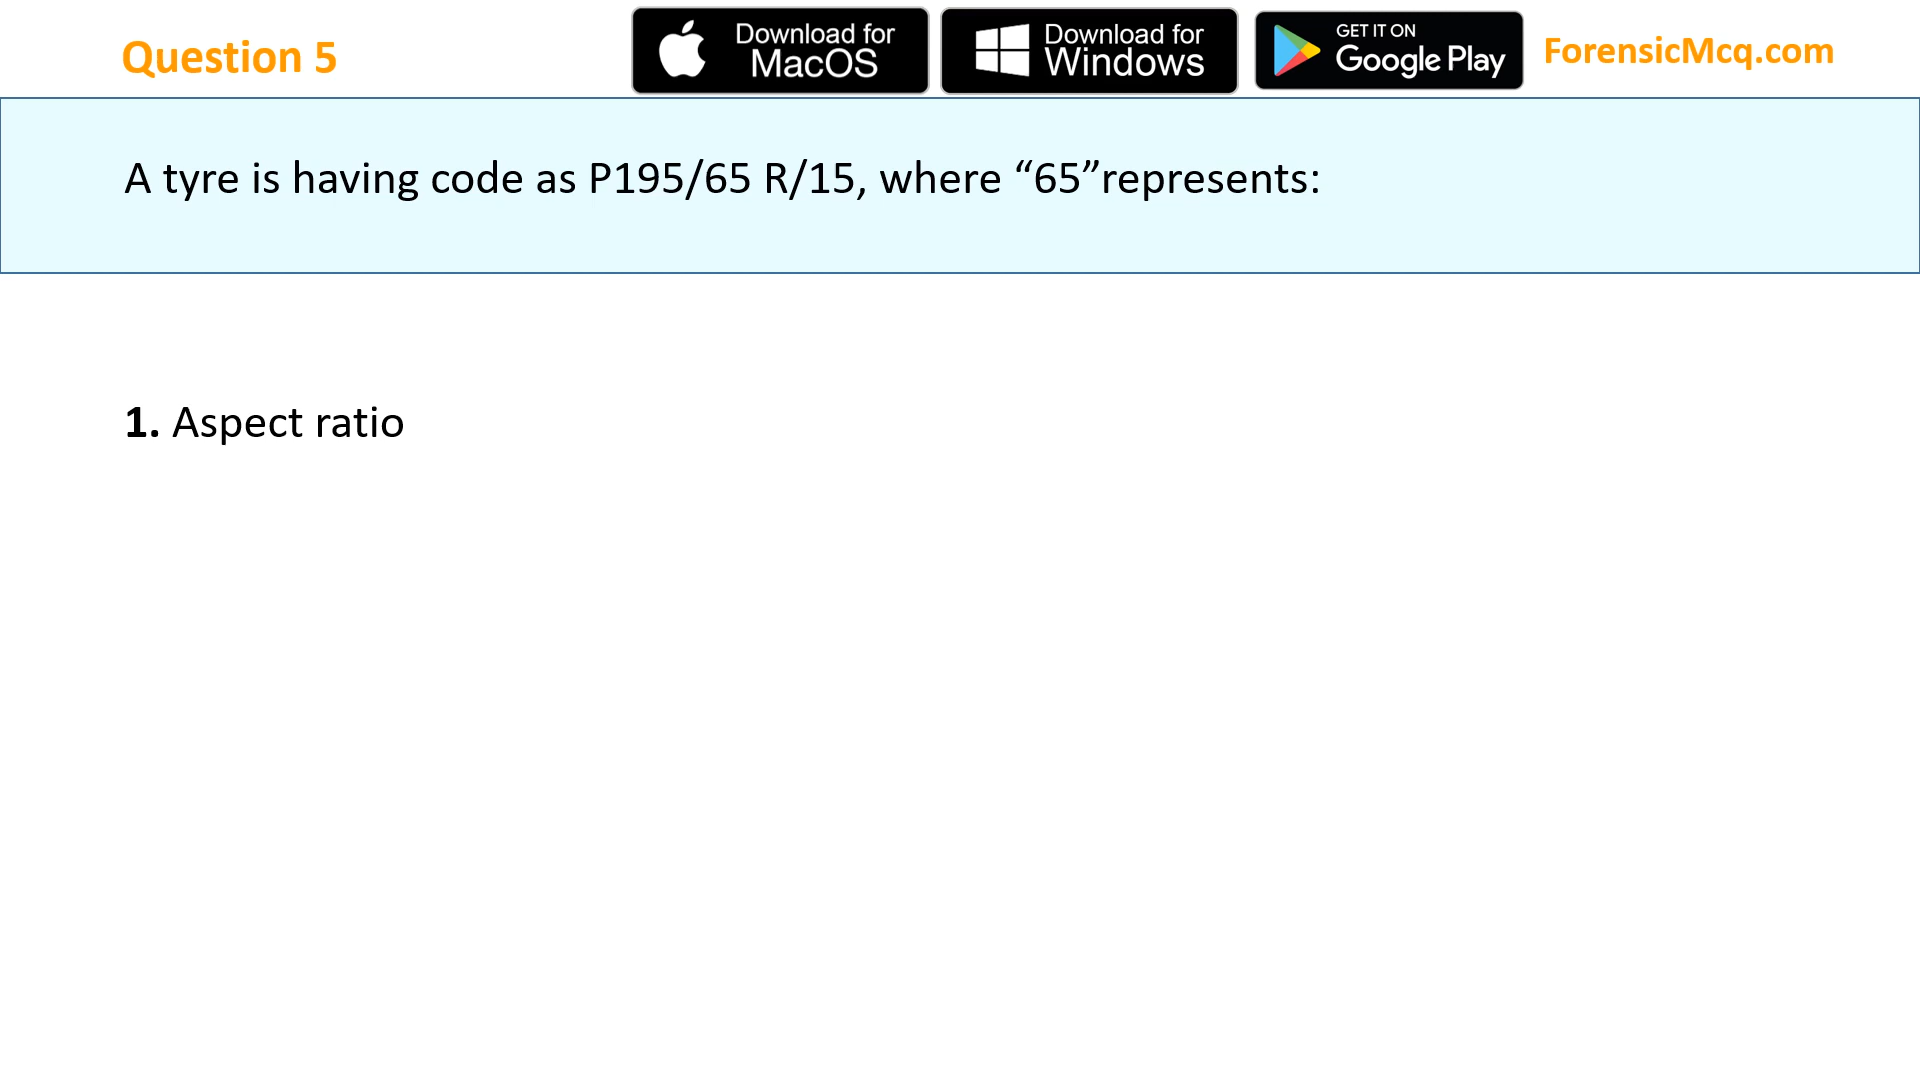 Question 5
Download for
MacOS
Download for
Windows
GET IT ON
Google Play
ForensicMcq.com
A tyre is having code as P195/65 R/15, where “65”represents:
1. Aspect ratio